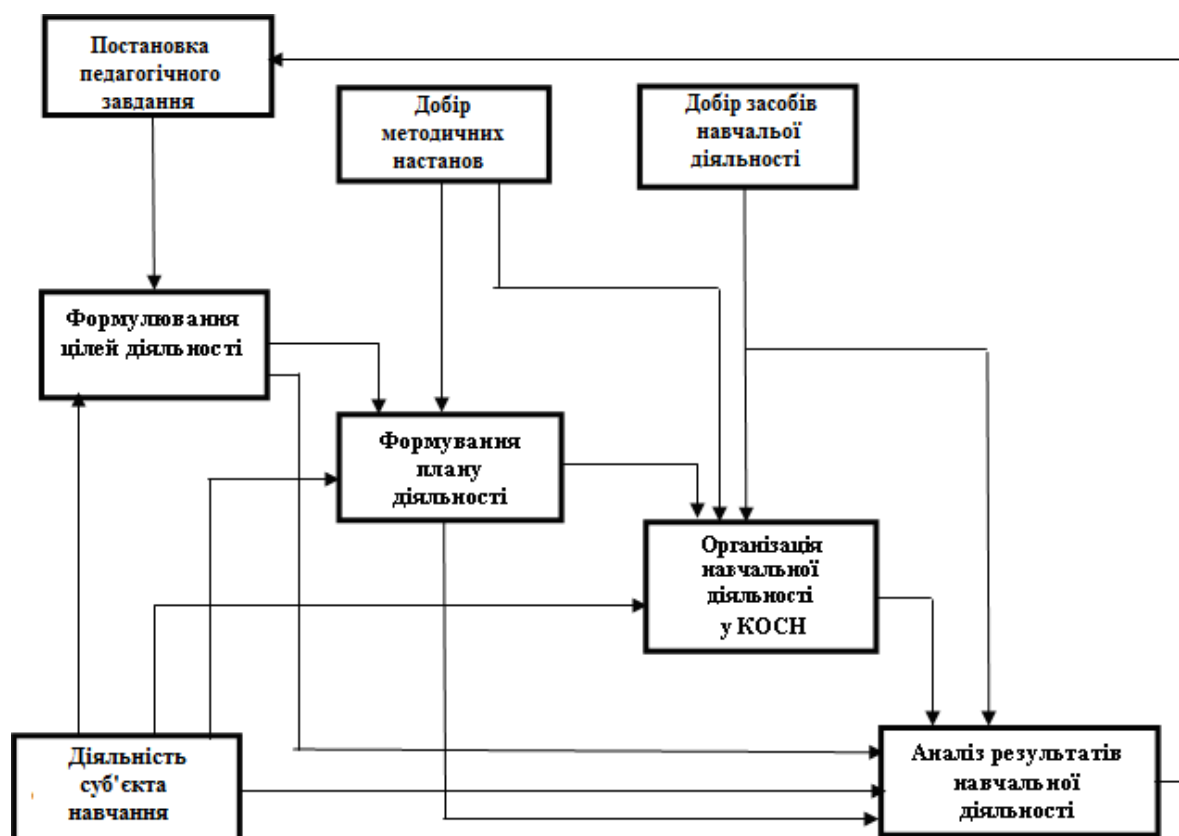 Постановка
педагогічного
завдання
Добір
методичних
настанов
Добір засобів
навчальої
діяльності
Формулювання
цілей діяльності
Формування
плану
діяльності
Організація
навчальної
діяльності
у КОСН
Діяльність
суб'єкта
навчання
Аналіз результатів
навчальної
діяльності